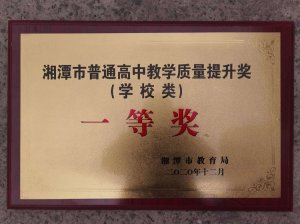 湘潭市普通高中教学质量提升奖
（学校类）
一等奖
湘潭市教育局
二〇二〇年十二月